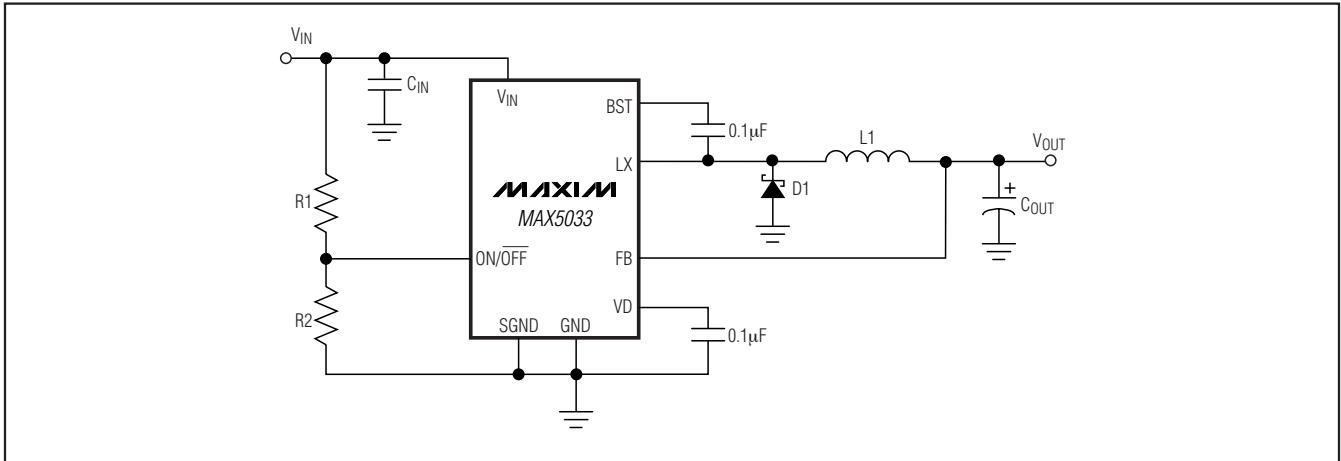 VIN
CIN
VIN
BST
0.1μF
L1
VOUT
LX
R1
MAXIM
MAX5033
D1
COUT
+
ON/OFF
FB
R2
VD
SGND GND
0.1μF